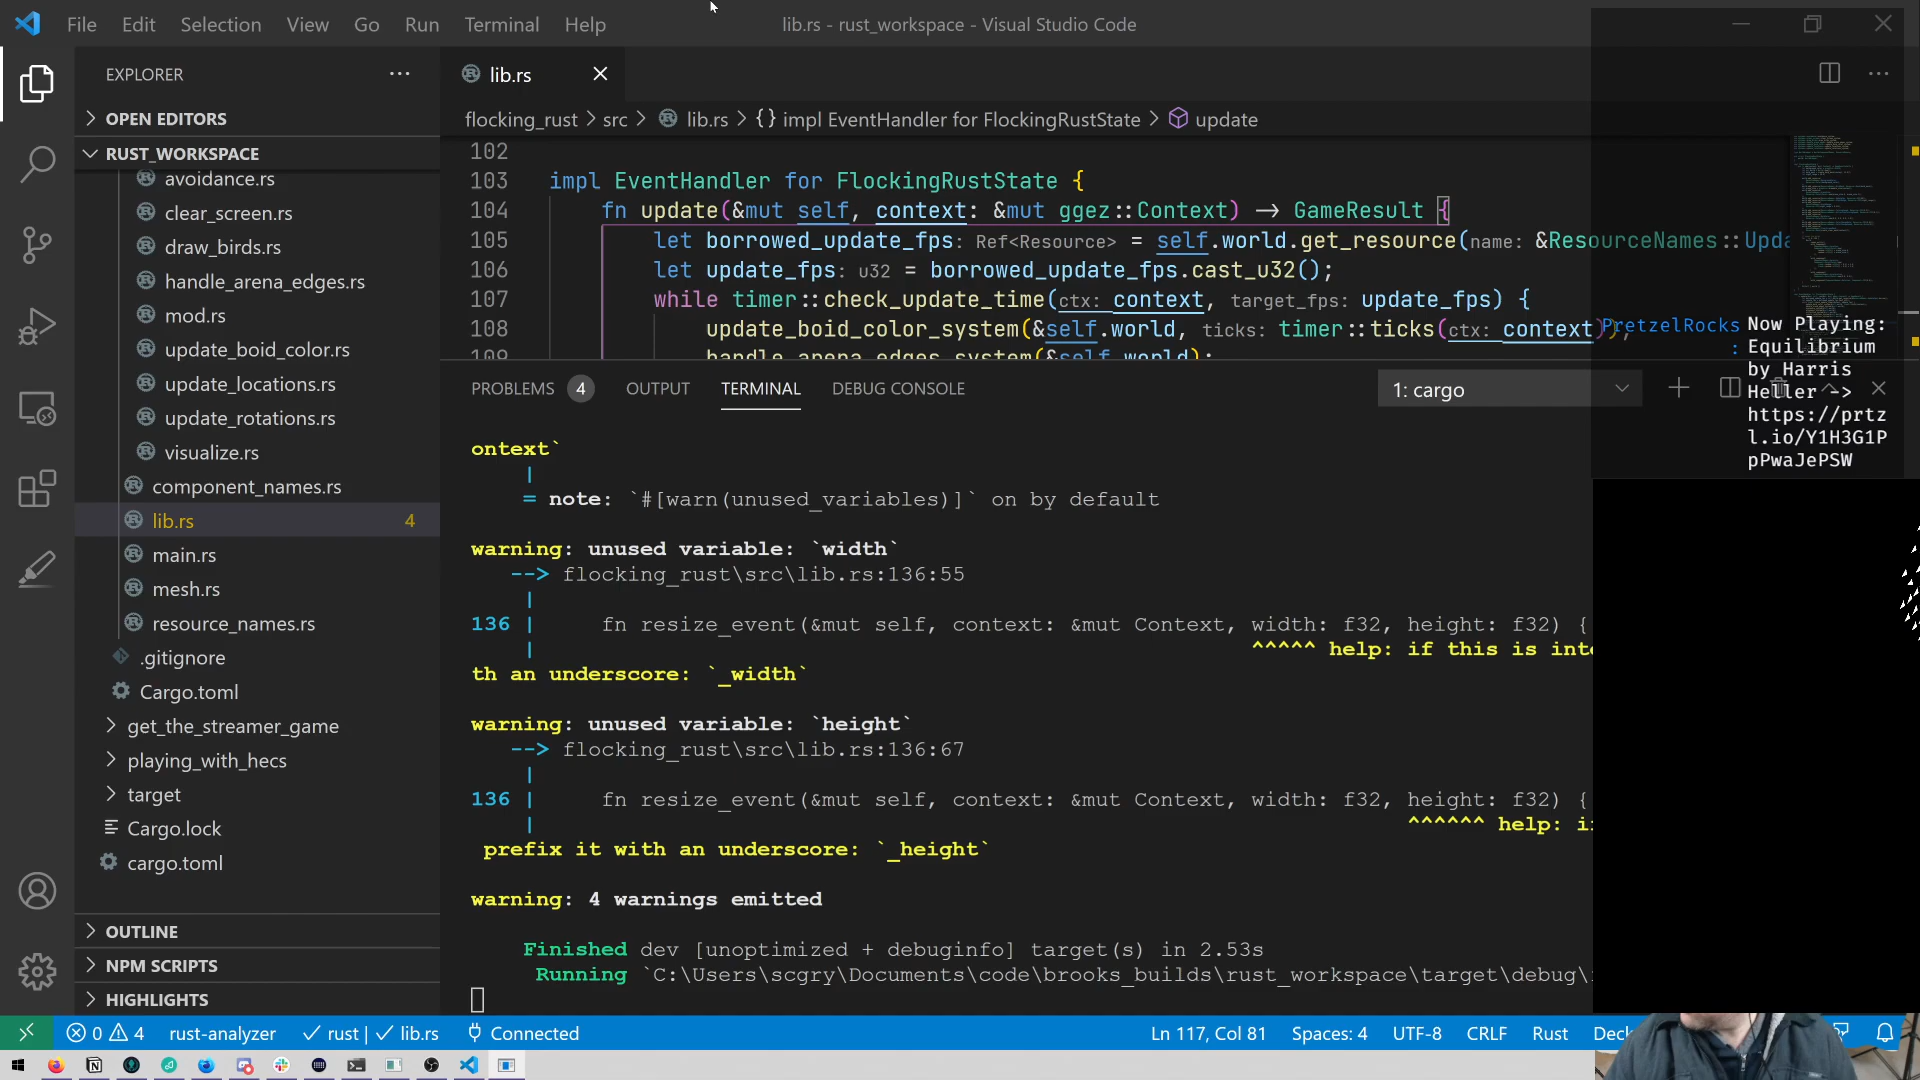 File Edit Selection View Go Run Terminal Help
lib.rs - rust_workspace - Visual Studio Code
EXPLORER
OPEN EDITORS
RUST_WORKSPACE
avoidance.rs
clear_screen.rs
draw_birds.rs
handle_arena_edges.rs
mod.rs
update_boid_color.rs
update_locations.rs
update_rotations.rs
visualize.rs
component_names.rs
lib.rs 4
main.rs
mesh.rs
resource_names.rs
.gitignore
Cargo.toml
get_the_streamer_game
playing_with_hecs
target
Cargo.lock
cargo.toml
OUTLINE
NPM SCRIPTS
HIGHLIGHTS
lib.rs
flocking_rust > src > lib.rs > {} impl EventHandler for FlockingRustState > update
102
103 impl EventHandler for FlockingRustState {
104 fn update(&mut self, context: &mut ggez::Context) -> GameResult {
105 let borrowed_update_fps: Ref<Resource> = self.world.get_resource(name: &ResourceNames::Upda
106 let update_fps: u32 = borrowed_update_fps.cast_u32();
107 while timer::check_update_time(ctx: context, target_fps: update_fps) {
108 update_boid_color_system(&self.world, ticks: timer::ticks(ctx: context));
109 handle_arena_edges_system(&self.world);
PROBLEMS 4 OUTPUT TERMINAL DEBUG CONSOLE
1: cargo
ontext`
|
= note: `#[warn(unused_variables)]` on by default
warning: unused variable: `width`
--> flocking_rust\src\lib.rs:136:55
|
136 | fn resize_event(&mut self, context: &mut Context, width: f32, height: f32) {
| ^^^^^ help: if this is inte
th an underscore: `_width`
warning: unused variable: `height`
--> flocking_rust\src\lib.rs:136:67
|
136 | fn resize_event(&mut self, context: &mut Context, width: f32, height: f32) {
| ^^^^^^ help: i
prefix it with an underscore: `_height`
warning: 4 warnings emitted
Finished dev [unoptimized + debuginfo] target(s) in 2.53s
Running `C:\Users\scgry\Documents\code\brooks_builds\rust_workspace\target\debug\
PretzelRocks: Now Playing:
Equilibrium
by Harris
Heller ->
https://prtz
l.io/Y1H3G1P
pPwaJePSW
0 4 rust-analyzer rust | lib.rs Connected
Ln 117, Col 81 Spaces: 4 UTF-8 CRLF Rust Deck